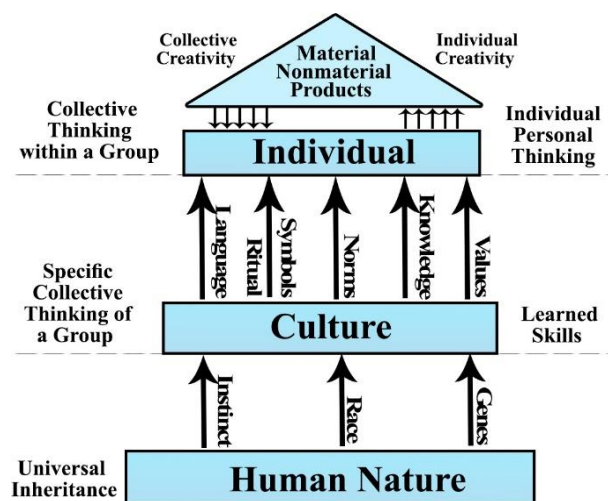 Collective
Creativity
Material
Nonmaterial
Products
Individual
Creativity
Collective
Thinking
within a Group
Individual
Individual
Personal
Thinking
Language
Ritual
Symbols
Norms
Knowledge
Values
Specific
Collective
Thinking of
a Group
Culture
Learned
Skills
Instinct
Race
Genes
Universal
Inheritance
Human Nature